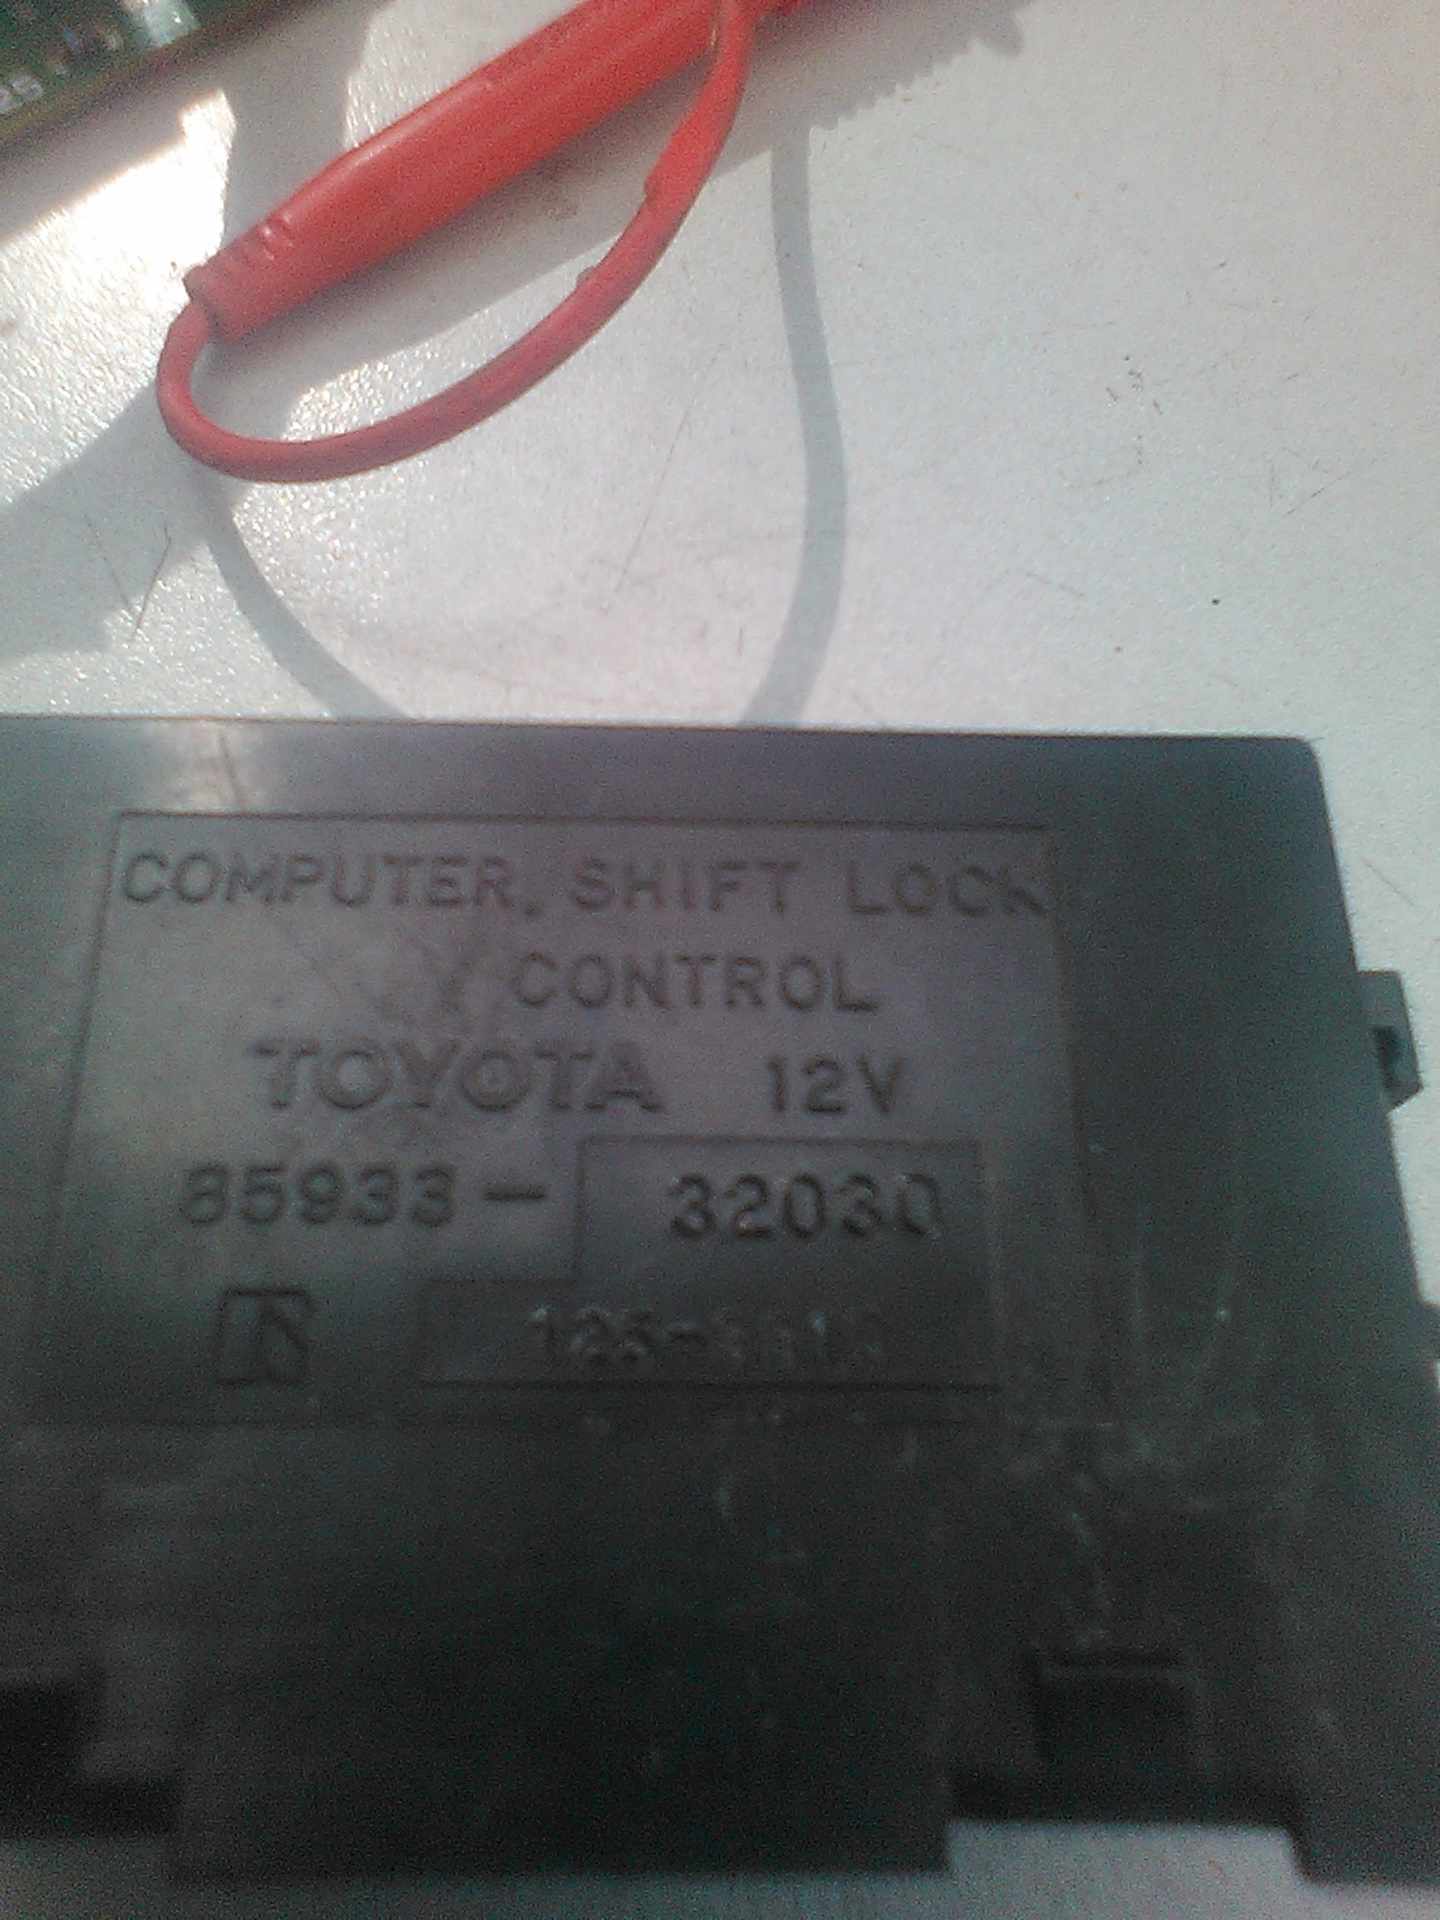 COMPUTER, SHIFT LOCK
CONTROL
TOYOTA 12V
85933- 32030